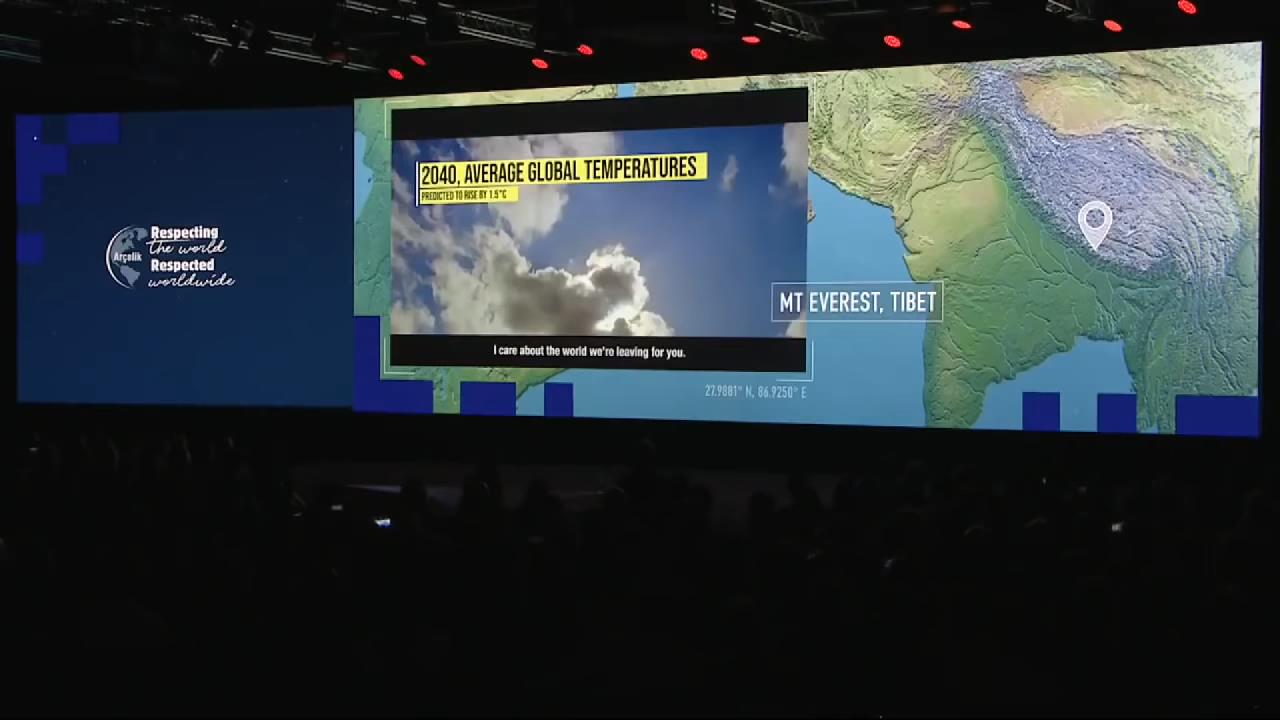 Arçelik
Respecting
the world
Respected
worldwide
2040, AVERAGE GLOBAL TEMPERATURES
PREDICTED TO RISE BY 1.5°C
I care about the world we're leaving for you.
MT EVEREST, TIBET
27.9881° N, 86.9250° E